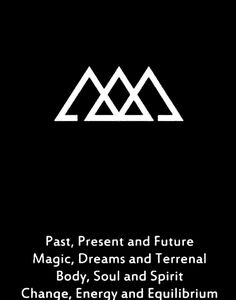 Past, Present and Future
Magic, Dreams and Terrenal
Body, Soul and Spirit
Change, Energy and Equilibrium